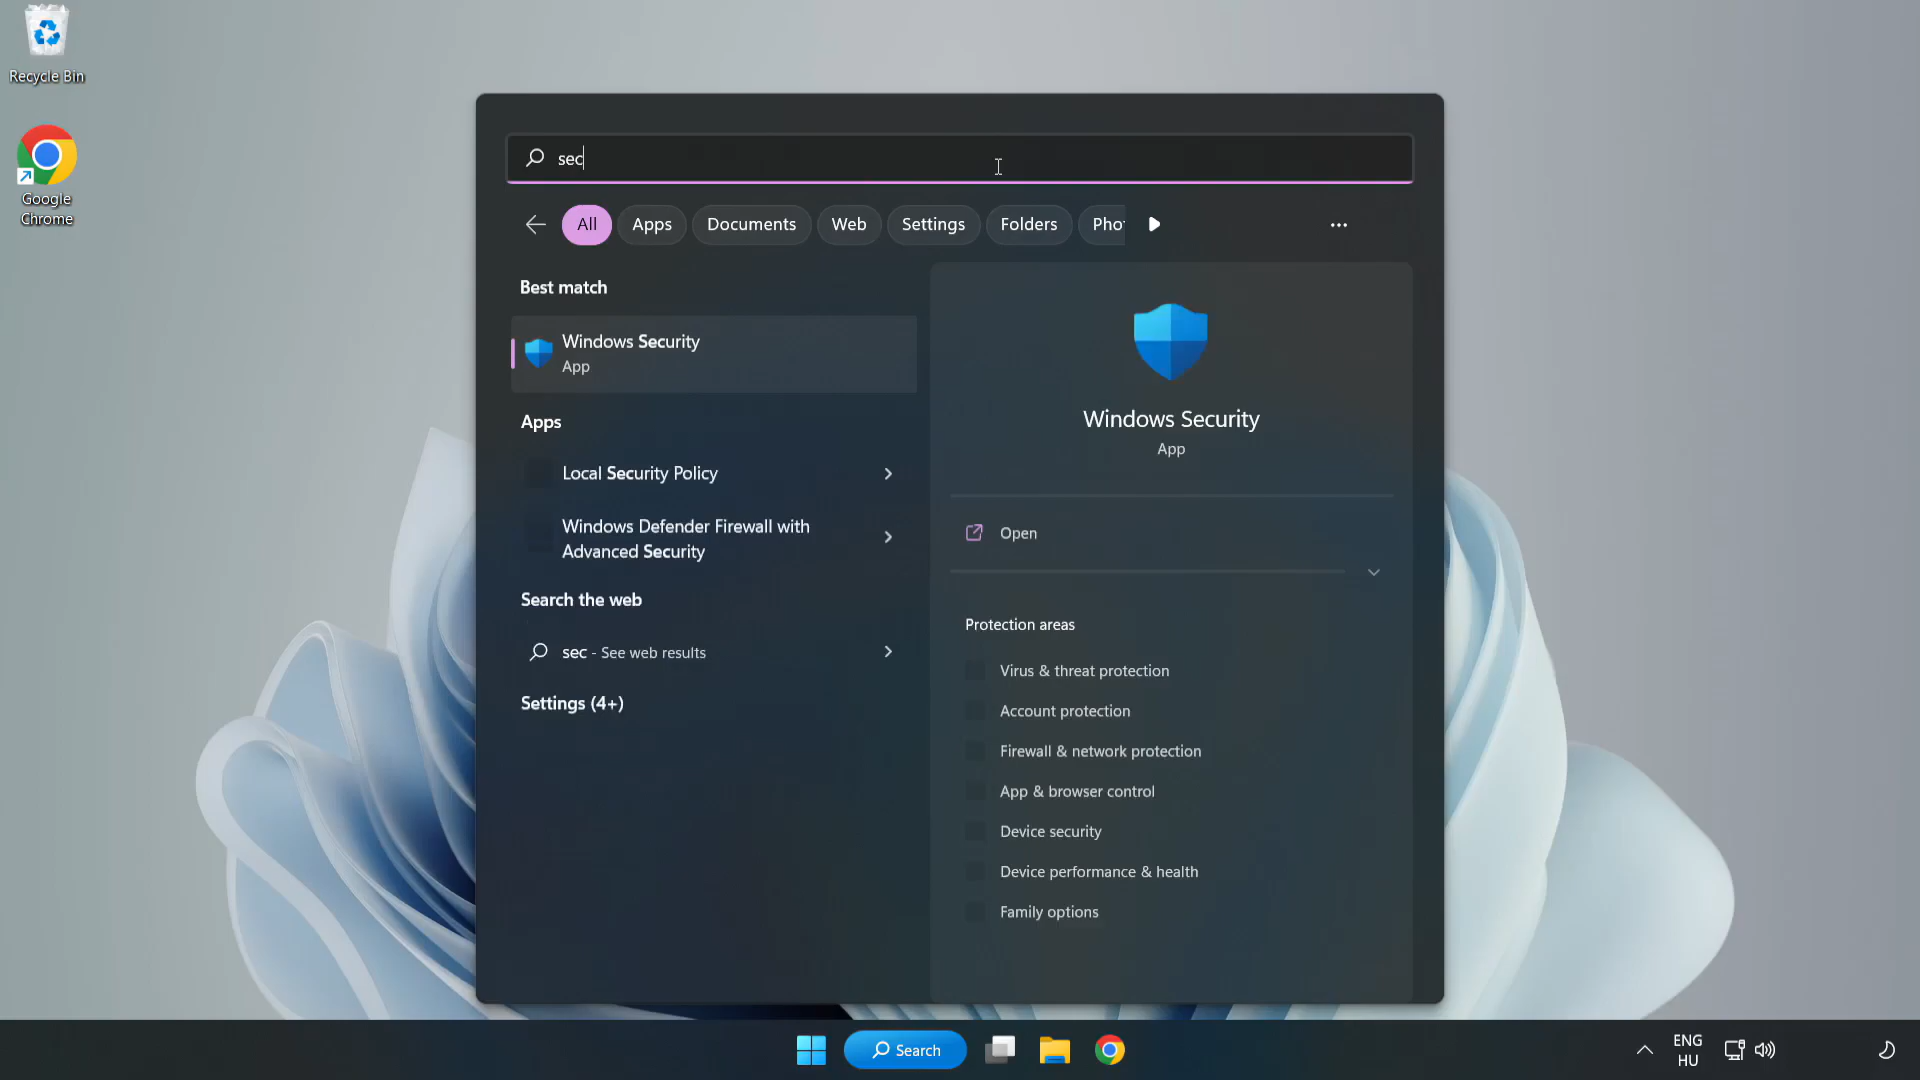 Recycle Bin
Google
Chrome
sec
All
Apps
Documents
Web
Settings
Folders
Pho
Best match
Windows Security
App
Apps
Local Security Policy
Windows Defender Firewall with
Advanced Security
Search the web
sec - See web results
Settings (4+)
Windows Security
App
Open
Protection areas
Virus & threat protection
Account protection
Firewall & network protection
App & browser control
Device security
Device performance & health
Family options
Search
ENG
HU